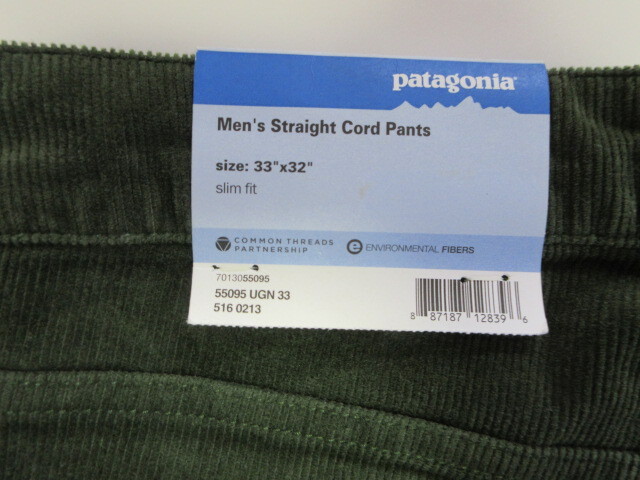 patagonia®
Men's Straight Cord Pants
size: 33"x32"
slim fit
COMMON THREADS
PARTNERSHIP
e ENVIRONMENTAL FIBERS
7013055095
55095 UGN 33
516 0213
8 87187 12839 6